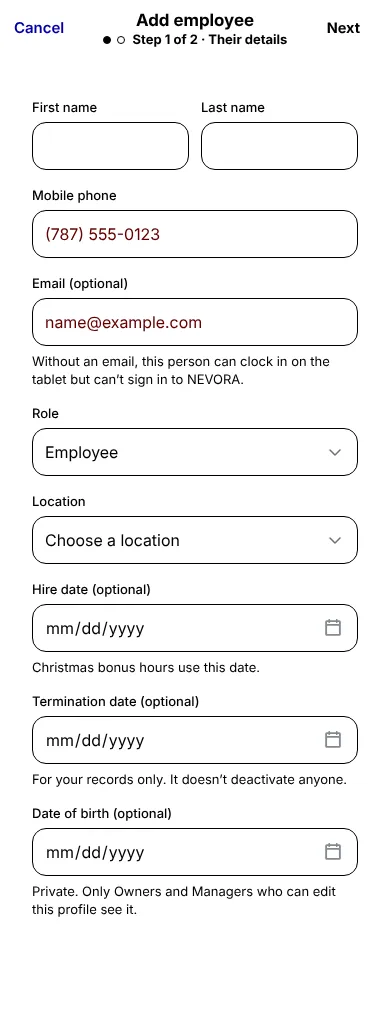 Cancel
Add employee
Next
Step 1 of 2 · Their details
First name
Last name
Mobile phone
(787) 555-0123
Email (optional)
name@example.com
Without an email, this person can clock in on the
tablet but can’t sign in to NEVORA.
Role
Employee
Location
Choose a location
Hire date (optional)
mm/dd/yyyy
Christmas bonus hours use this date.
Termination date (optional)
mm/dd/yyyy
For your records only. It doesn’t deactivate anyone.
Date of birth (optional)
mm/dd/yyyy
Private. Only Owners and Managers who can edit
this profile see it.